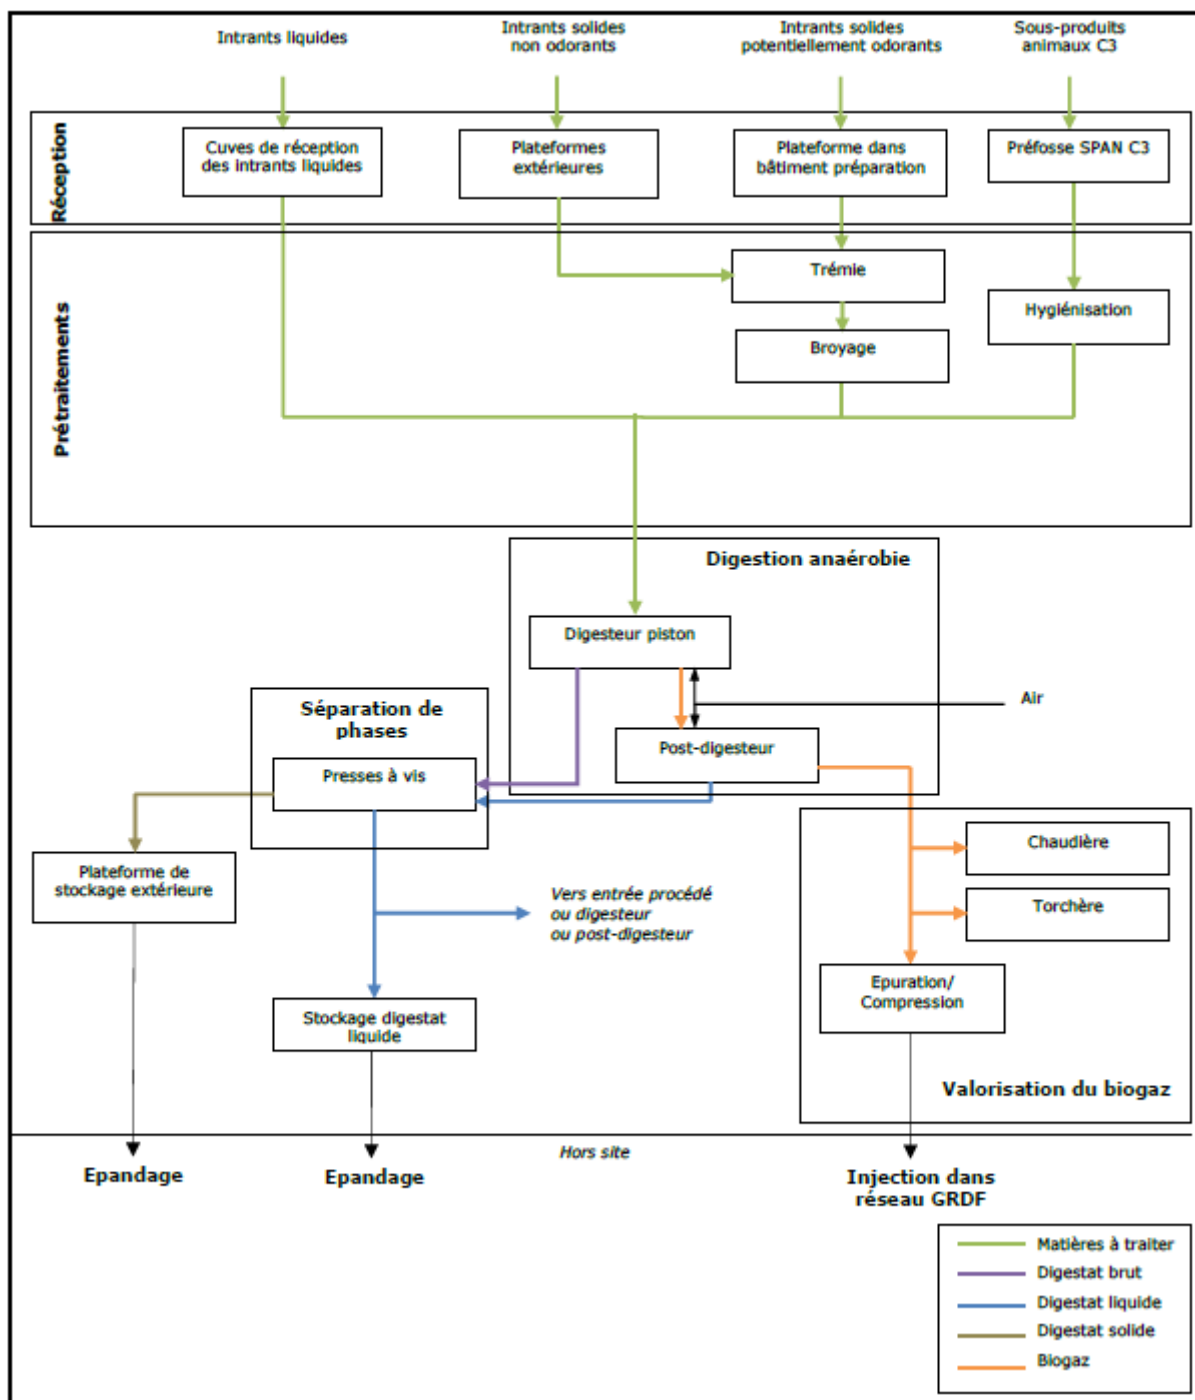 Intrants liquides
Intrants solides
non odorants
Intrants solides
potentiellement odorants
Sous-produits
animaux C3
Réception
Cuves de réception
des intrants liquides
Plateformes
extérieures
Plateforme dans
bâtiment préparation
Préfosse SPAN C3
Prétraitements
Trémie
Hygiénisation
Broyage
Digestion anaérobie
Digesteur piston
Air
Séparation de
phases
Post-digesteur
Presses à vis
Chaudière
Plateforme de
stockage extérieure
Vers entrée procédé
ou digesteur
ou post-digesteur
Torchère
Epuration/
Compression
Stockage digestat
liquide
Valorisation du biogaz
Hors site
Epandage
Epandage
Injection dans
réseau GRDF
Matières à traiter
Digestat brut
Digestat liquide
Digestat solide
Biogaz